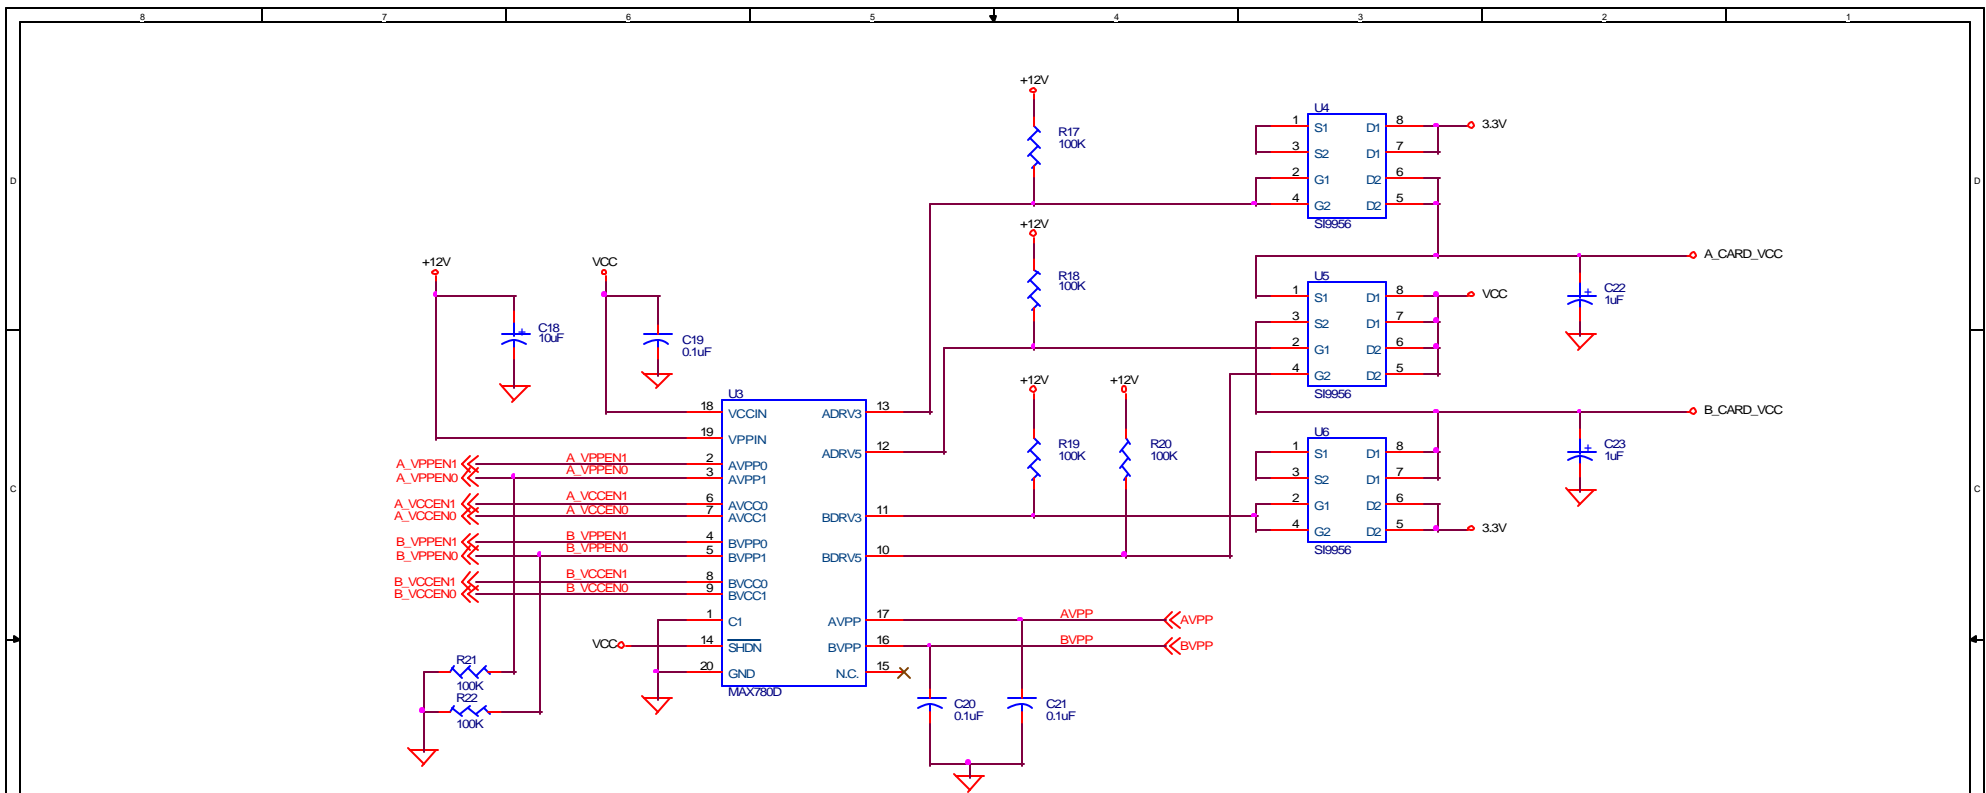 8 7 6 5 4 3 2 1
D D
C C
+12V
R17
100K
U4
1 S1 D1 8
3 S2 D1 7
2 G1 D2 6
4 G2 D2 5
SI9956
3.3V
+12V
R18
100K
A_CARD_VCC
U5
1 S1 D1 8
3 S2 D1 7
2 G1 D2 6
4 G2 D2 5
SI9956
VCC
C22
1uF
+
+12V
C18
10uF
+
VCC
C19
0.1uF
+12V
R19
100K
+12V
R20
100K
B_CARD_VCC
U6
1 S1 D1 8
3 S2 D1 7
2 G1 D2 6
4 G2 D2 5
SI9956
3.3V
C23
1uF
+
U3
18 VCCIN ADRV3 13
19 VPPIN ADRV5 12
A_VPPEN1 A_VPPEN1 2 AVPP0
A_VPPEN0 A_VPPEN0 3 AVPP1
A_VCCEN1 A_VCCEN1 6 AVCC0
A_VCCEN0 A_VCCEN0 7 AVCC1 BDRV3 11
B_VPPEN1 B_VPPEN1 4 BVPP0
B_VPPEN0 B_VPPEN0 5 BVPP1 BDRV5 10
B_VCCEN1 B_VCCEN1 8 BVCC0
B_VCCEN0 B_VCCEN0 9 BVCC1
1 C1 AVPP 17 AVPP AVPP
VCC 14 SHDN BVPP 16 BVPP BVPP
20 GND N.C. 15
MAX780D
R21
100K
R22
100K
C20
0.1uF
C21
0.1uF